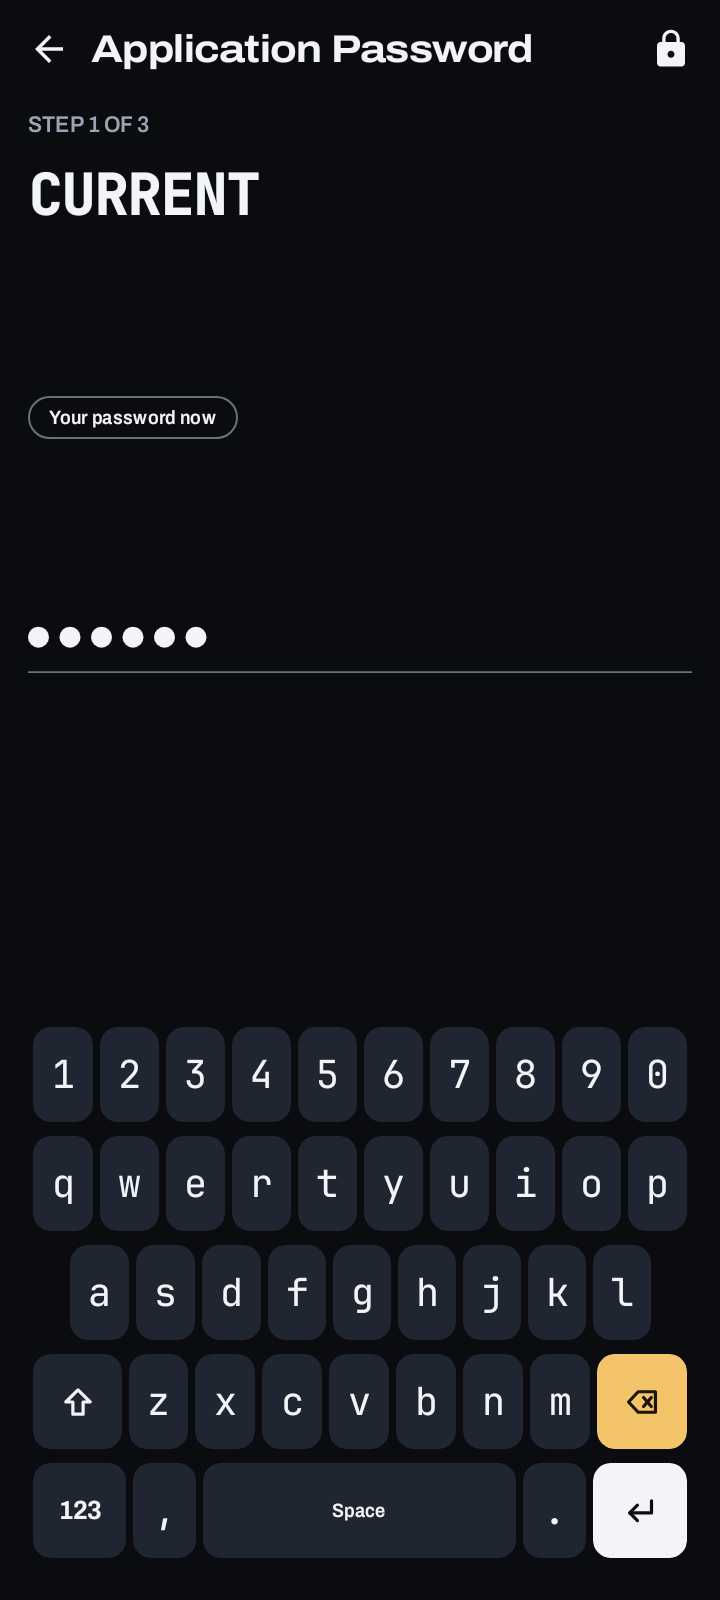 Application Password
STEP 1 OF 3
CURRENT
Your password now
••••••
1 2 3 4 5 6 7 8 9 0
q w e r t y u i o p
a s d f g h j k l
z x c v b n m
123 , Space .